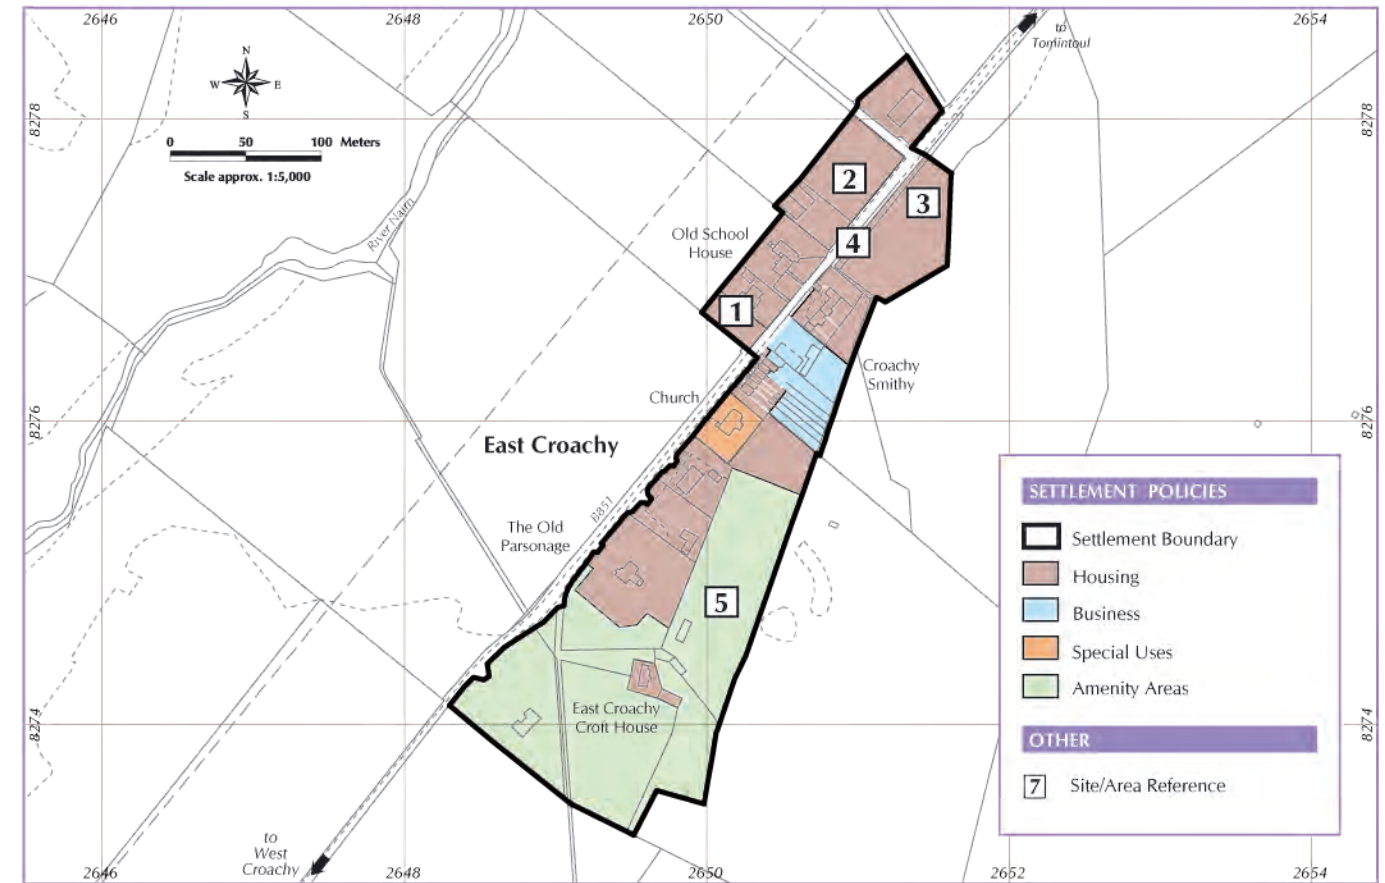 2646
2648
2650
2654
to
Tomintoul
N
W
E
S
8278
8278
0 50 100 Meters
Scale approx. 1:5,000
River Nairn
2
3
Old School
House
4
1
Croachy
Smithy
Church
8276
8276
East Croachy
B851
The Old
Parsonage
5
East Croachy
Croft House
8274
8274
SETTLEMENT POLICIES
Settlement Boundary
Housing
Business
Special Uses
Amenity Areas
OTHER
7 Site/Area Reference
to
West
Croachy
2646
2648
2650
2652
2654